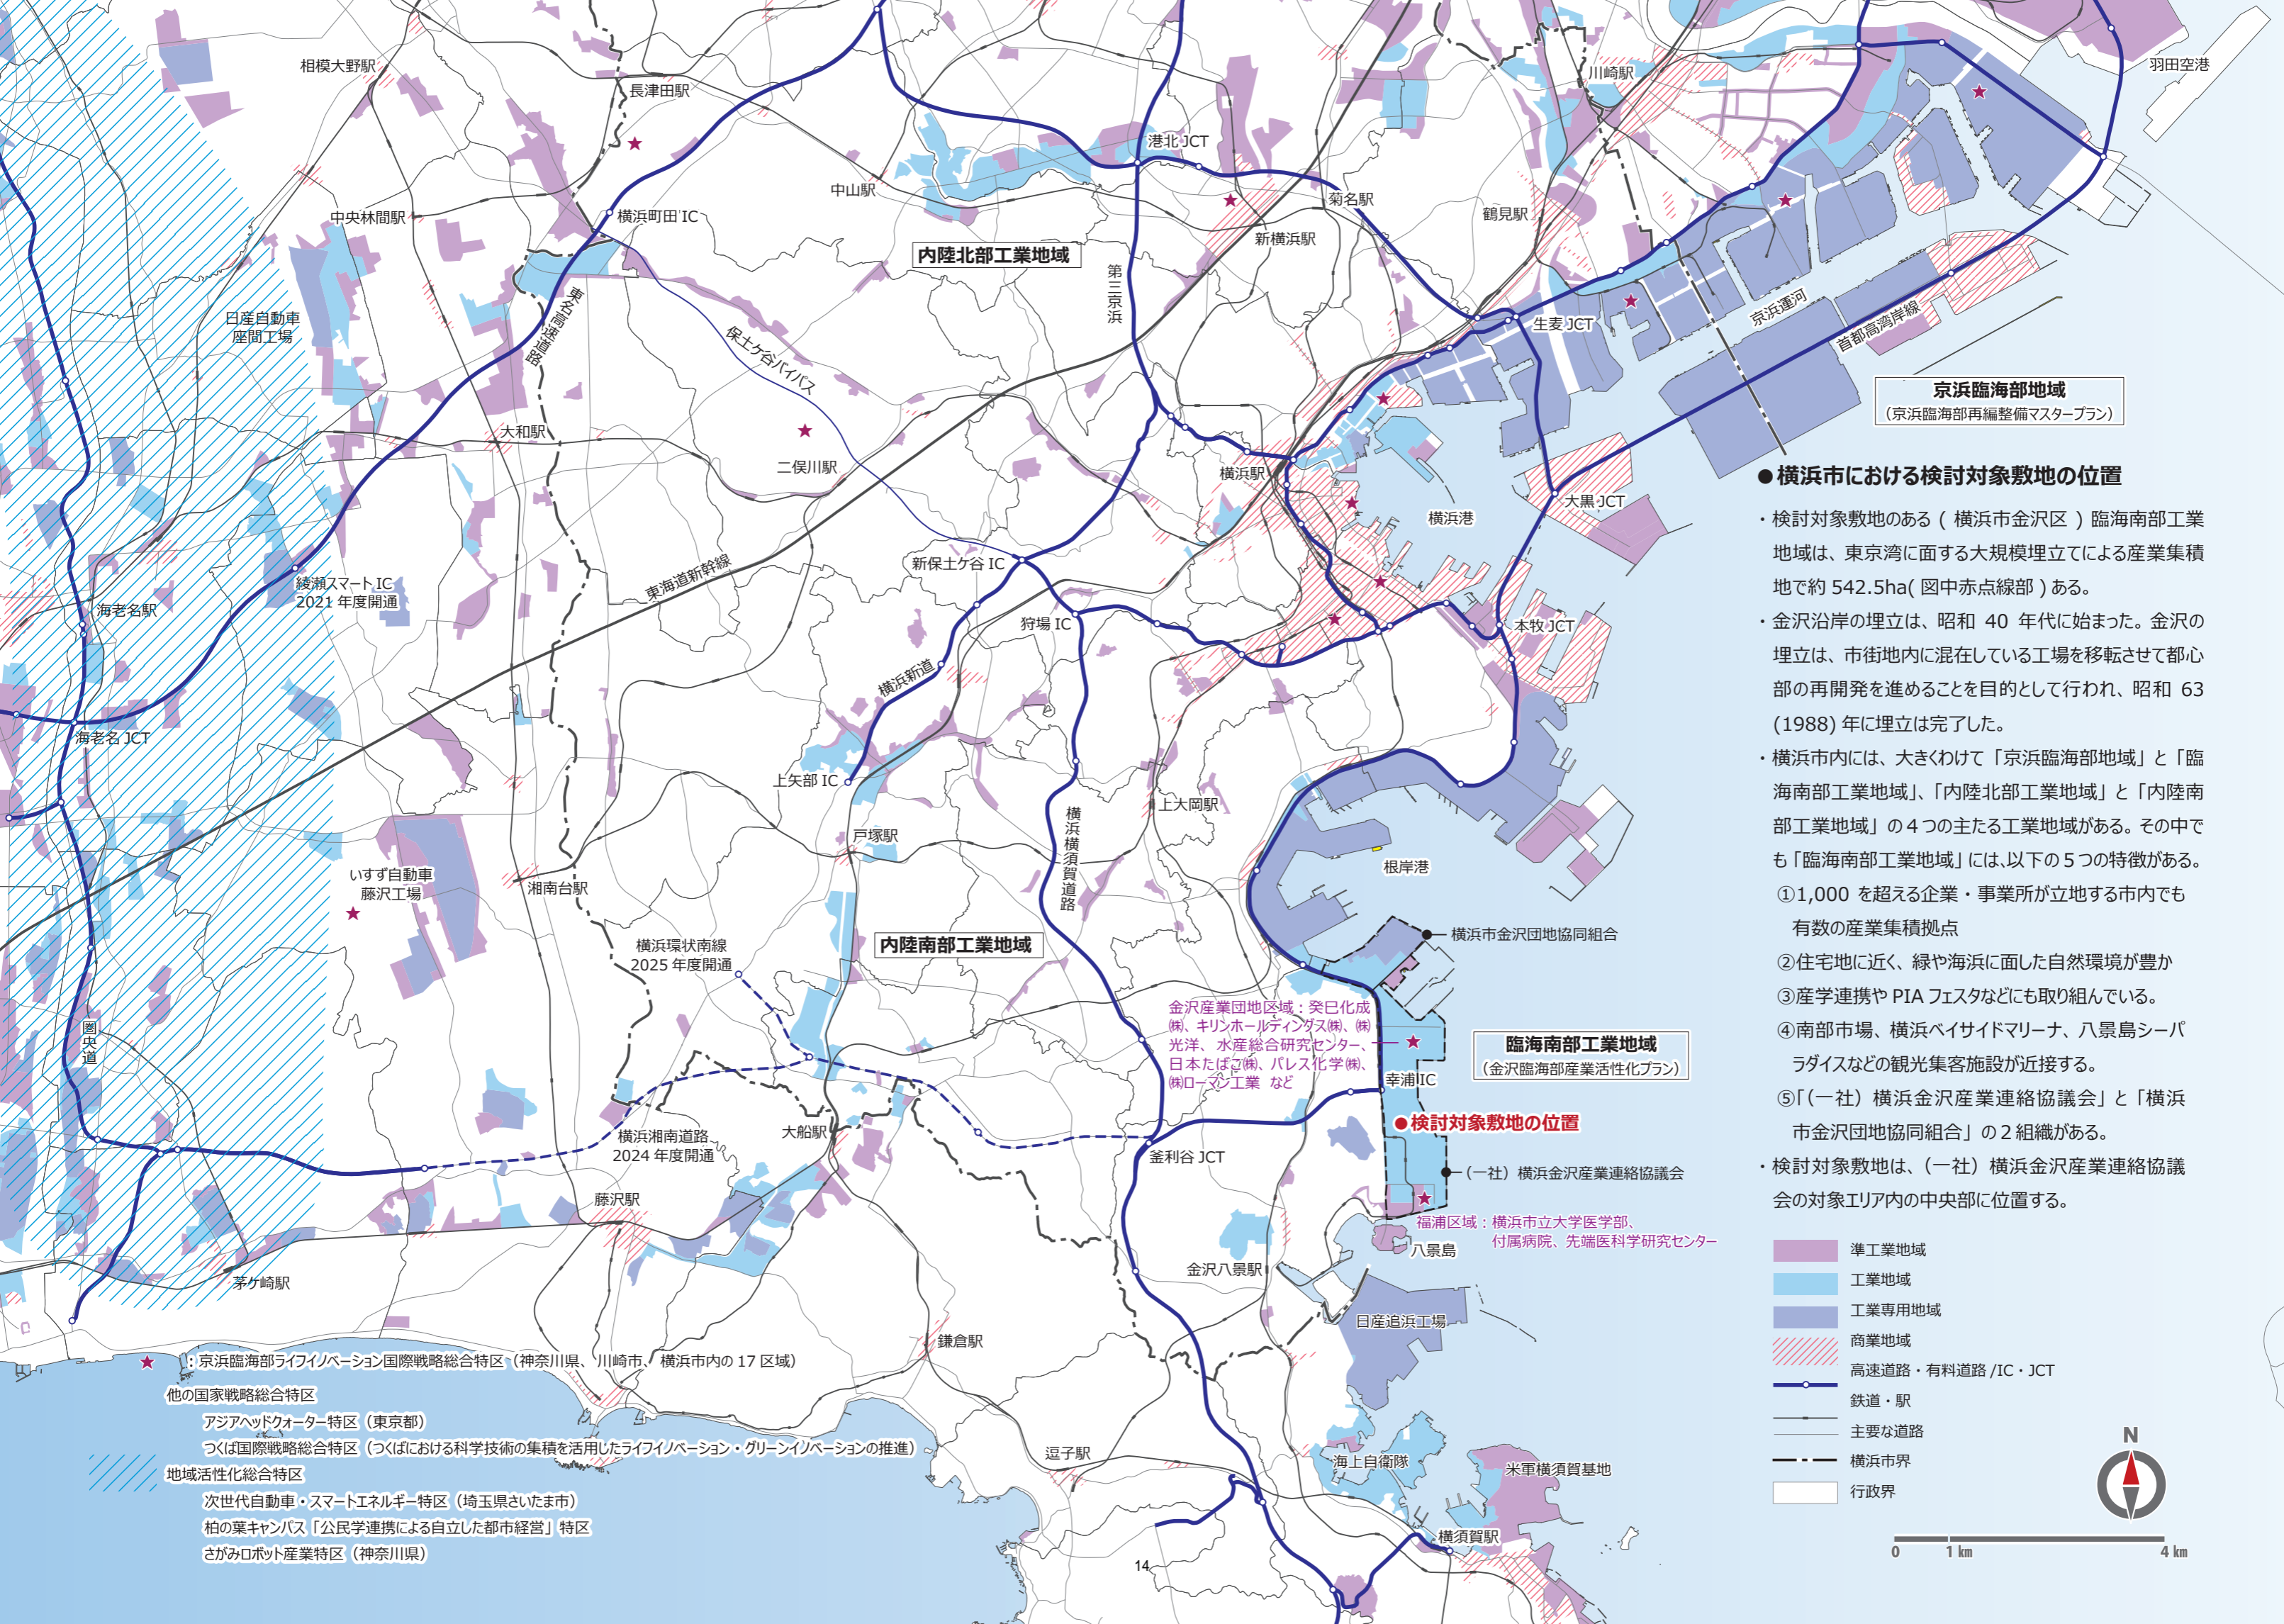 相模大野駅
長津田駅
川崎駅
羽田空港
港北 JCT
中山駅
菊名駅
中央林間駅
横浜町田 IC
鶴見駅
新横浜駅
内陸北部工業地域
第三京浜
日産自動車
座間工場
東名高速道路
保土ケ谷バイパス
生麦 JCT
京浜運河
首都高湾岸線
京浜臨海部地域
（京浜臨海部再編整備マスタープラン）
大和駅
二俣川駅
横浜駅
大黒 JCT
横浜港
新保土ケ谷 IC
東海道新幹線
綾瀬スマート IC
2021 年度開通
海老名駅
狩場 IC
本牧 JCT
横浜新道
海老名 JCT
上矢部 IC
上大岡駅
横浜横須賀道路
戸塚駅
根岸港
いすず自動車
藤沢工場
湘南台駅
横浜環状南線
2025 年度開通
内陸南部工業地域
横浜市金沢団地協同組合
圏央道
金沢産業団地区域：癸巳化成
㈱、キリンホールディングス㈱、㈱
光洋、 水産総合研究センター、
日本たばこ㈱、パレス化学㈱、
㈱ローマン工業 など
臨海南部工業地域
（金沢臨海部産業活性化プラン）
幸浦 IC
●検討対象敷地の位置
横浜湘南道路
2024 年度開通
大船駅
釜利谷 JCT
（一社）横浜金沢産業連絡協議会
藤沢駅
福浦区域：横浜市立大学医学部、
付属病院、先端医科学研究センター
八景島
金沢八景駅
茅ケ崎駅
日産追浜工場
鎌倉駅
逗子駅
海上自衛隊
米軍横須賀基地
横須賀駅
●横浜市における検討対象敷地の位置
・検討対象敷地のある ( 横浜市金沢区 ) 臨海南部工業
地域は、東京湾に面する大規模埋立てによる産業集積
地で約 542.5ha( 図中赤点線部 ) ある。
・金沢沿岸の埋立は、昭和 40 年代に始まった。金沢の
埋立は、市街地内に混在している工場を移転させて都心
部の再開発を進めることを目的として行われ、昭和 63
(1988) 年に埋立は完了した。
・横浜市内には、大きくわけて「京浜臨海部地域」と「臨
海南部工業地域」、「内陸北部工業地域」と「内陸南
部工業地域」の４つの主たる工業地域がある。その中で
も「臨海南部工業地域」には、以下の５つの特徴がある。
①1,000 を超える企業・事業所が立地する市内でも
有数の産業集積拠点
②住宅地に近く、緑や海浜に面した自然環境が豊か
③産学連携や PIA フェスタなどにも取り組んでいる。
④南部市場、横浜ベイサイドマリーナ、八景島シーパ
ラダイスなどの観光集客施設が近接する。
⑤「（一社）横浜金沢産業連絡協議会」と「横浜
市金沢団地協同組合」の２組織がある。
・検討対象敷地は、（一社）横浜金沢産業連絡協議
会の対象エリア内の中央部に位置する。
準工業地域
工業地域
工業専用地域
商業地域
高速道路・有料道路 /IC・JCT
鉄道・駅
主要な道路
横浜市界
行政界
N
0 1 km 4 km
★：京浜臨海部ライフイノベーション国際戦略総合特区（神奈川県、川崎市、 横浜市内の 17 区域）
他の国家戦略総合特区
アジアヘッドクォーター特区（東京都）
つくば国際戦略総合特区（つくばにおける科学技術の集積を活用したライフイノベーション・グリーンイノベーションの推進）
地域活性化総合特区
次世代自動車・スマートエネルギー特区（埼玉県さいたま市）
柏の葉キャンパス「公民学連携による自立した都市経営」特区
さがみロボット産業特区（神奈川県）
14